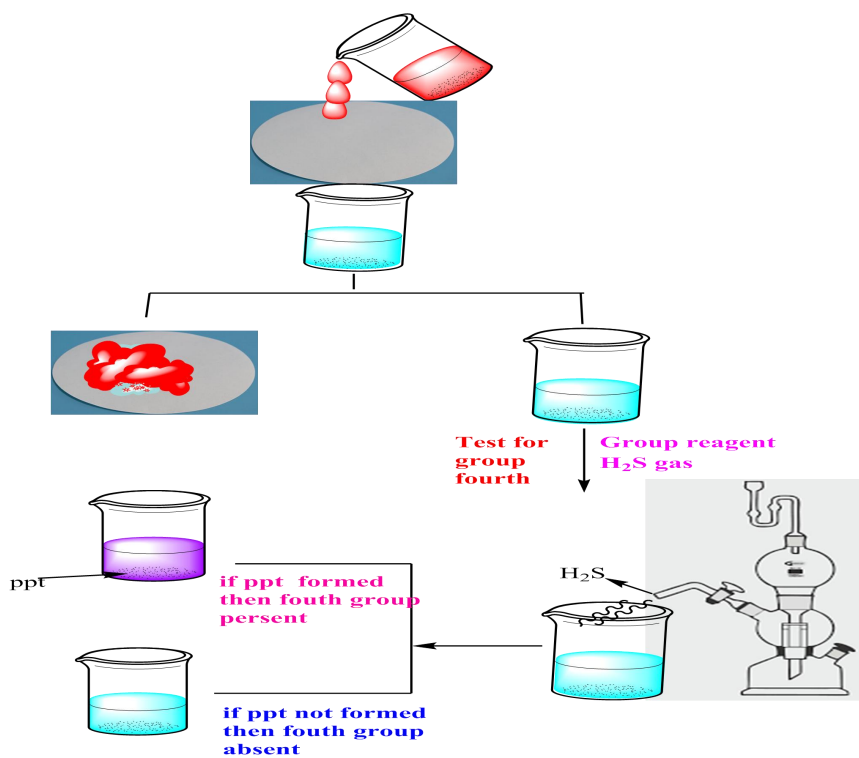 Test for
group
fourth
Group reagent
H₂S gas
H₂S
ppt
if ppt formed
then fouth group
persent
if ppt not formed
then fouth group
absent